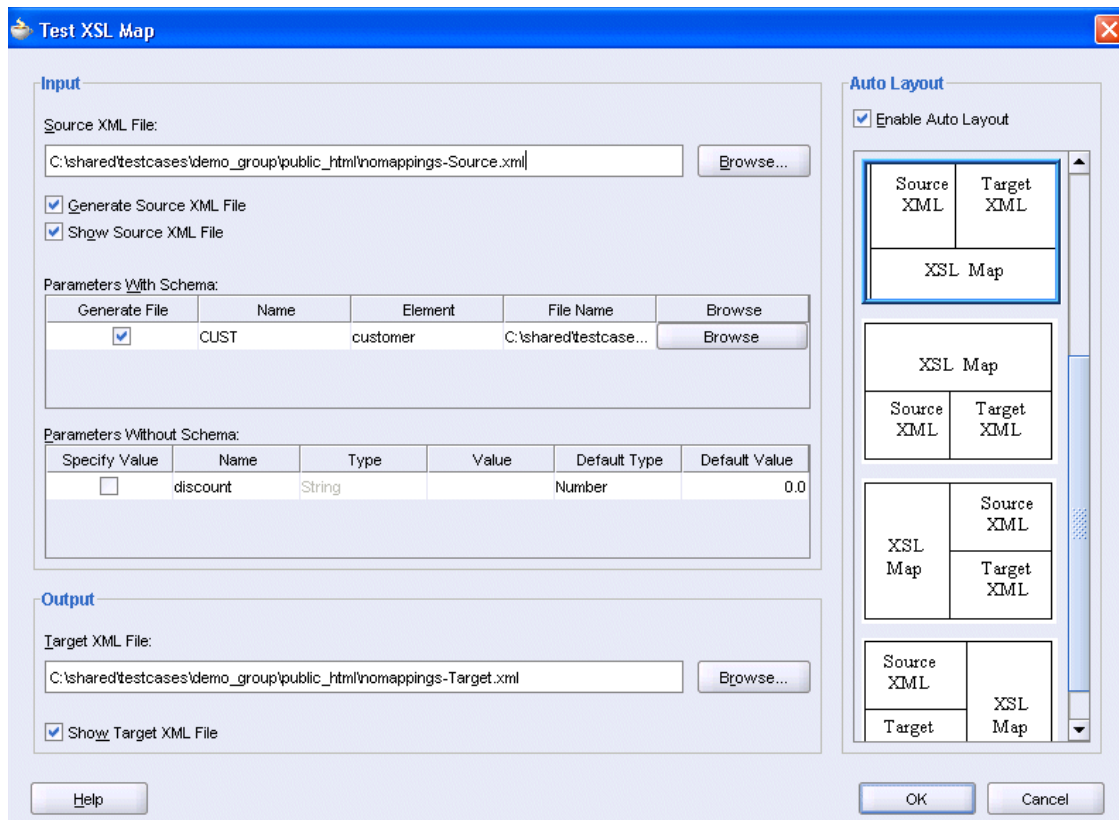 Test XSL Map
Input
Source XML File:
C:\shared\testcases\demo_group\public_html\nomappings-Source.xml
Browse...
Generate Source XML File
Show Source XML File
Parameters With Schema:
Generate File Name Element File Name Browse
CUST customer C:\shared\testcase... Browse
Parameters Without Schema:
Specify Value Name Type Value Default Type Default Value
discount String Number 0.0
Output
Target XML File:
C:\shared\testcases\demo_group\public_html\nomappings-Target.xml
Browse...
Show Target XML File
Auto Layout
Enable Auto Layout
Source XML
Target XML
XSL Map
XSL Map
Source XML
Target XML
XSL Map
Source XML
Target XML
Source XML
Target
XSL Map
Help
OK
Cancel